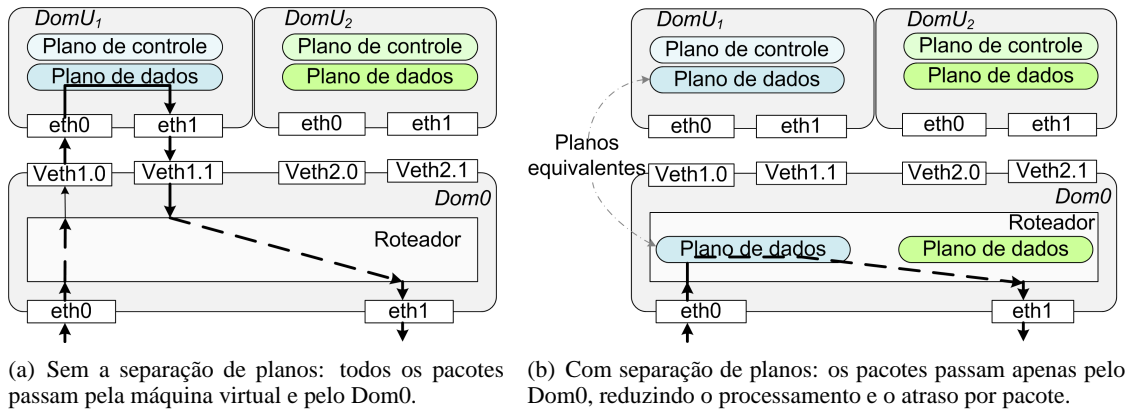 DomU1
Plano de controle
Plano de dados
eth0
eth1
DomU2
Plano de controle
Plano de dados
eth0
eth1
Veth1.0
Veth1.1
Veth2.0
Veth2.1
Dom0
Roteador
eth0
eth1
DomU1
Plano de controle
Plano de dados
eth0
eth1
DomU2
Plano de controle
Plano de dados
eth0
eth1
Planos
equivalentes
Veth1.0
Veth1.1
Veth2.0
Veth2.1
Dom0
Roteador
Plano de dados
Plano de dados
eth0
eth1
(a) Sem a separação de planos: todos os pacotes
passam pela máquina virtual e pelo Dom0.
(b) Com separação de planos: os pacotes passam apenas pelo
Dom0, reduzindo o processamento e o atraso por pacote.